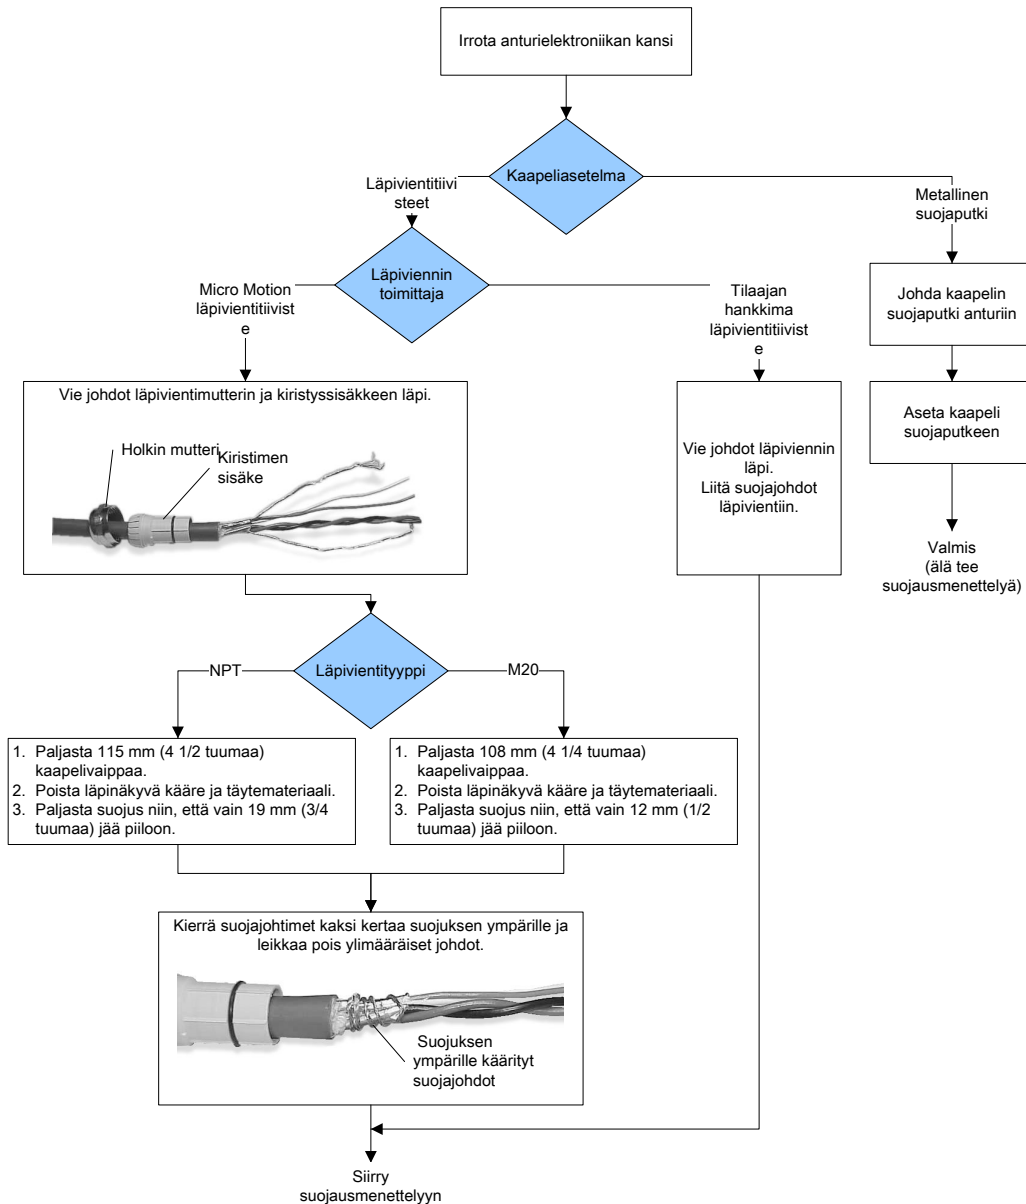 Irrota anturielektroniikan kansi
Kaapeliasetelma
Läpivientitiivi
steet
Metallinen
suojaputki
Läpiviennin
toimittaja
Micro Motion
läpivientitiivist
e
Tilaajan
hankkima
läpivientitiivist
e
Johda kaapelin
suojaputki anturiin
Aseta kaapeli
suojaputkeen
Valmis
(älä tee
suojausmenettelyä)
Vie johdot läpivientimutterin ja kiristyssisäkkeen läpi.
Holkin mutteri
Kiristimen
sisäke
Vie johdot läpiviennin
läpi.
Liitä suojajohdot
läpivientiin.
Läpivientityyppi
NPT
M20
1. Paljasta 115 mm (4 1/2 tuumaa)
kaapelivaippaa.
2. Poista läpinäkyvä kääre ja täytemateriaali.
3. Paljasta suojus niin, että vain 19 mm (3/4
tuumaa) jää piiloon.
1. Paljasta 108 mm (4 1/4 tuumaa)
kaapelivaippaa.
2. Poista läpinäkyvä kääre ja täytemateriaali.
3. Paljasta suojus niin, että vain 12 mm (1/2
tuumaa) jää piiloon.
Kierrä suojajohtimet kaksi kertaa suojuksen ympärille ja
leikkaa pois ylimääräiset johdot.
Suojuksen
ympärille käärityt
suojajohdot
Siirry
suojausmenettelyyn